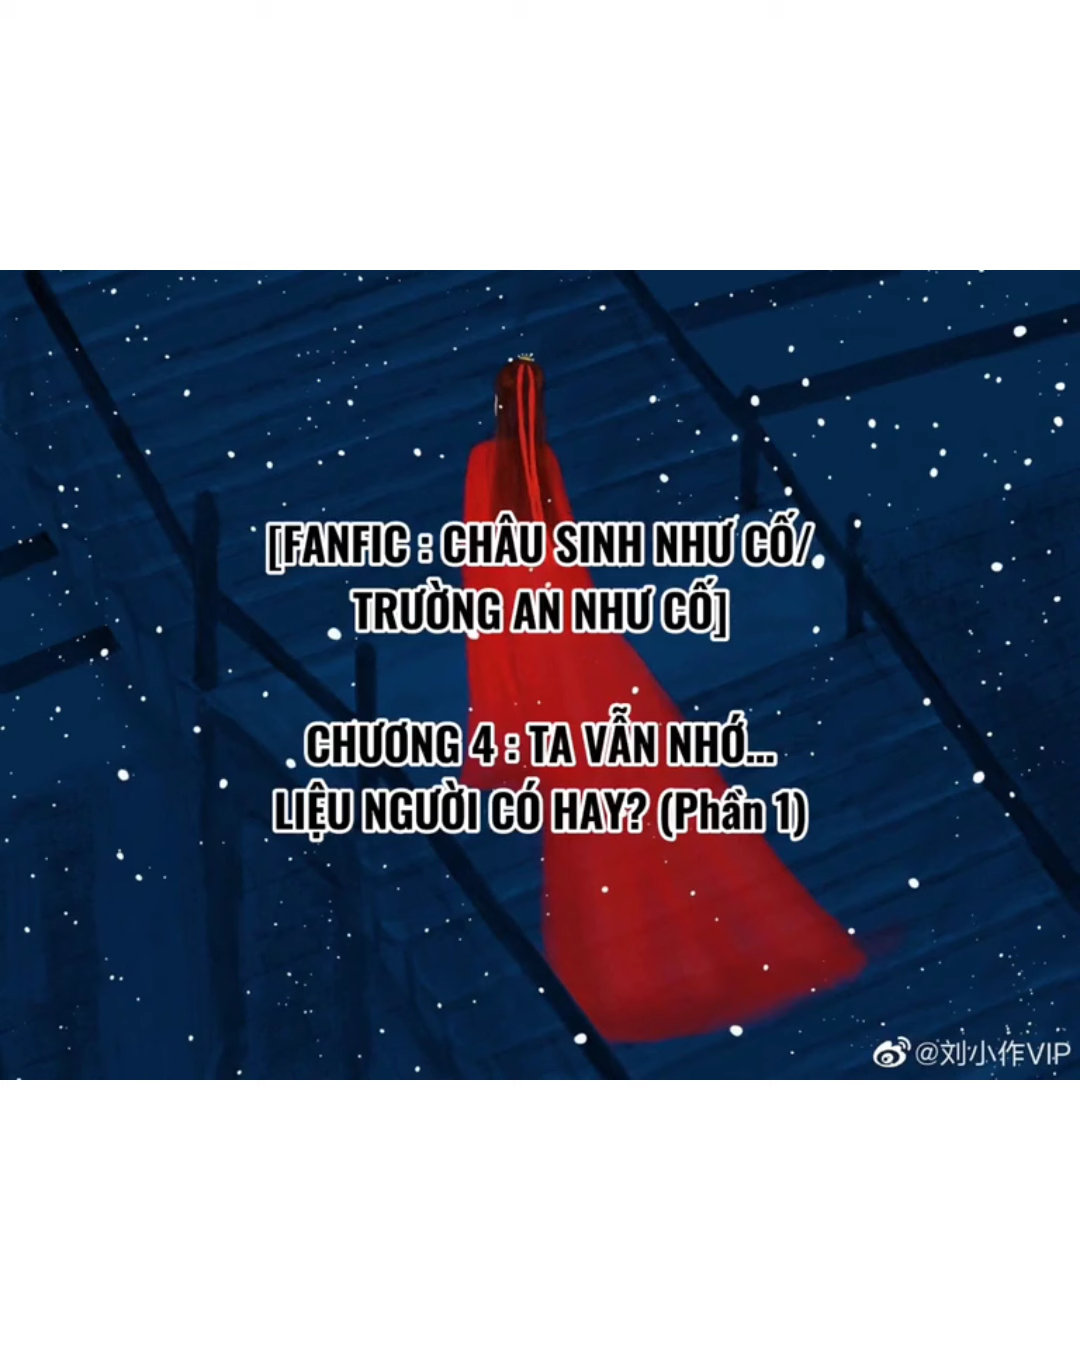 [FANFIC : CHÂU SINH NHƯ CỐ/
TRƯỜNG AN NHƯ CỐ]
CHƯƠNG 4 : TA VẪN NHỚ...
LIỆU NGƯỜI CÓ HAY? (Phần 1)
@刘小作VIP